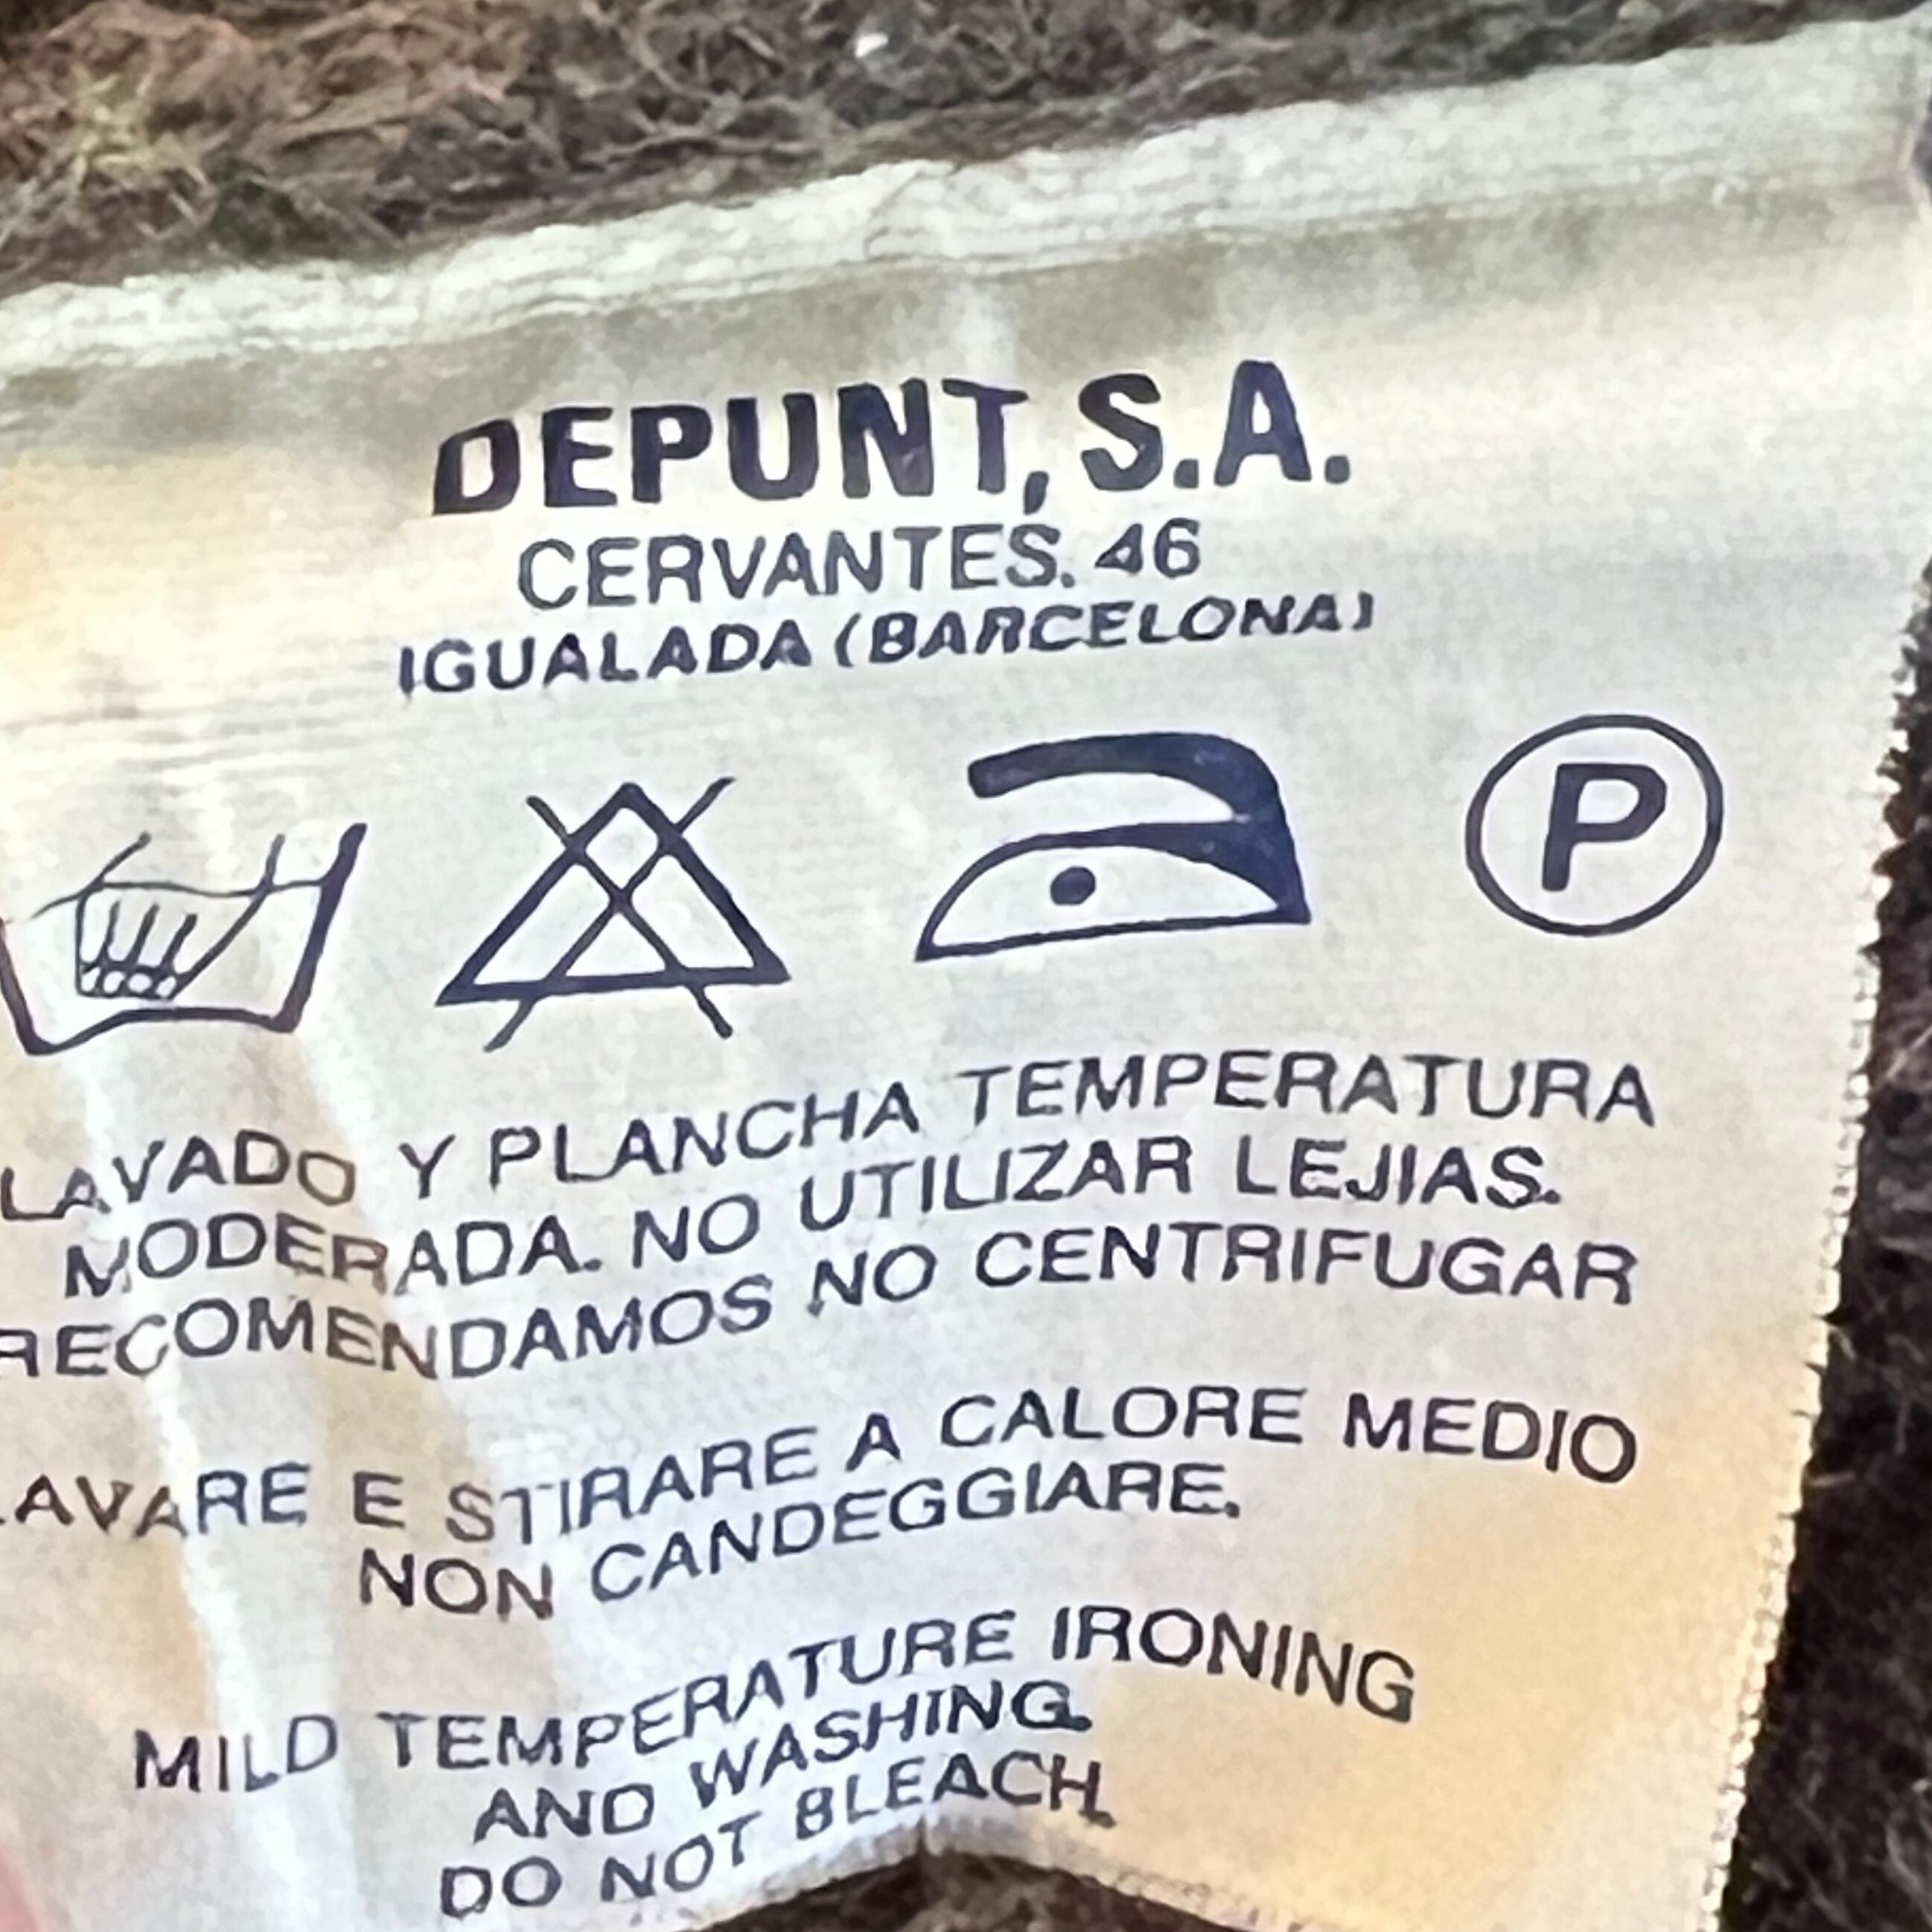 DEPUNT, S.A.
CERVANTES. 46
IGUALADA (BARCELONA)
P
LAVADO Y PLANCHA TEMPERATURA
MODERADA. NO UTILIZAR LEJIAS.
RECOMENDAMOS NO CENTRIFUGAR
LAVARE E STIRARE A CALORE MEDIO
NON CANDEGGIARE.
MILD TEMPERATURE IRONING
AND WASHING.
DO NOT BLEACH.